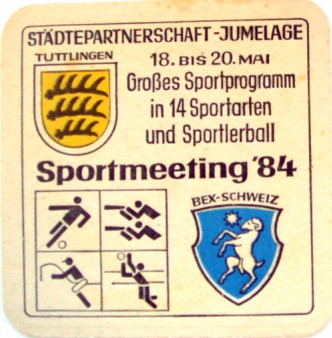 STÄDTEPARTNERSCHAFT-JUMELAGE
TUTTLINGEN
18. BIS 20. MAI
Großes Sportprogramm
in 14 Sportarten
und Sportlerball
Sportmeeting '84
BEX-SCHWEIZ